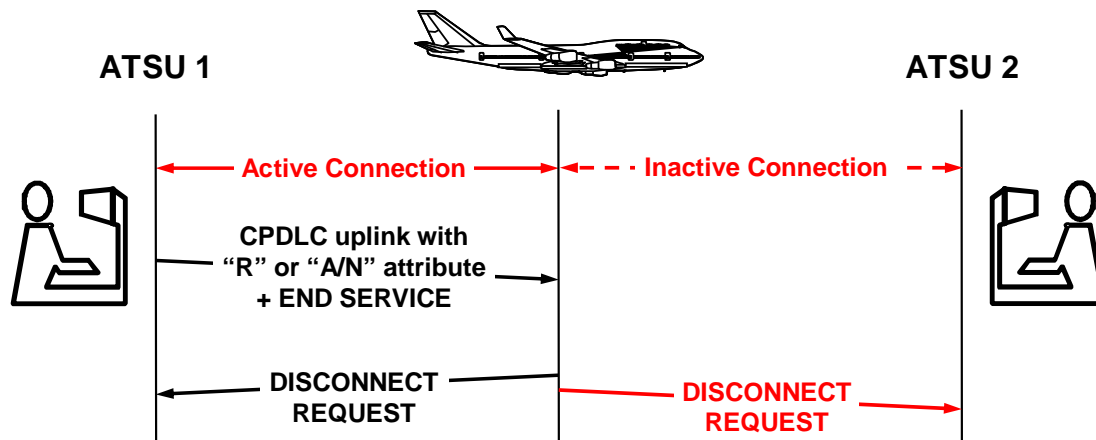 ATSU 1
ATSU 2
Active Connection
Inactive Connection
CPDLC uplink with
“R” or “A/N” attribute
+ END SERVICE
DISCONNECT
REQUEST
DISCONNECT
REQUEST